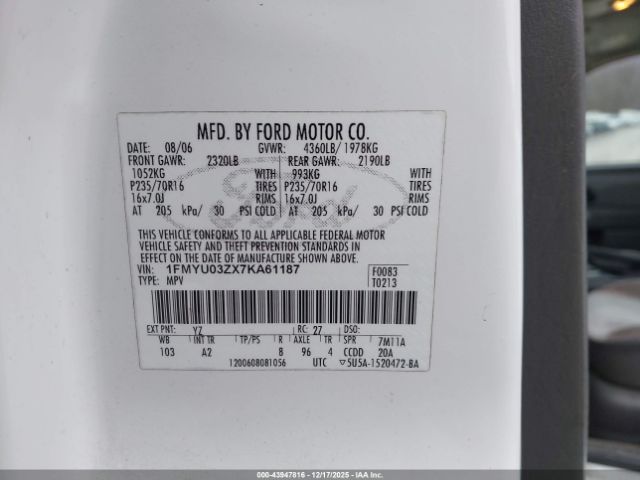 MFD. BY FORD MOTOR CO.
DATE: 08/06 GVWR: 4360LB/ 1978KG
FRONT GAWR: 2320LB REAR GAWR: 2190LB
1052KG WITH 993KG WITH
P235/70R16 TIRES P235/70R16 TIRES
16x7.0J RIMS 16x7.0J RIMS
AT 205 kPa/ 30 PSI COLD AT 205 kPa/ 30 PSI COLD
THIS VEHICLE CONFORMS TO ALL APPLICABLE FEDERAL MOTOR
VEHICLE SAFETY AND THEFT PREVENTION STANDARDS IN
EFFECT ON THE DATE OF MANUFACTURE SHOWN ABOVE.
VIN: 1FMYU03ZX7KA61187 F0083
TYPE: MPV T0213
EXT PNT: YZ RC: 27 DSO:
WB INT TR TP/PS R AXLE TR SPR 7M11A
103 A2 B 96 4 CCDD 20A
1200608081056 UTC ▽5U5A-1520472-BA
Ford
000-43947816 - 12/17/2025 - IAAI.COM